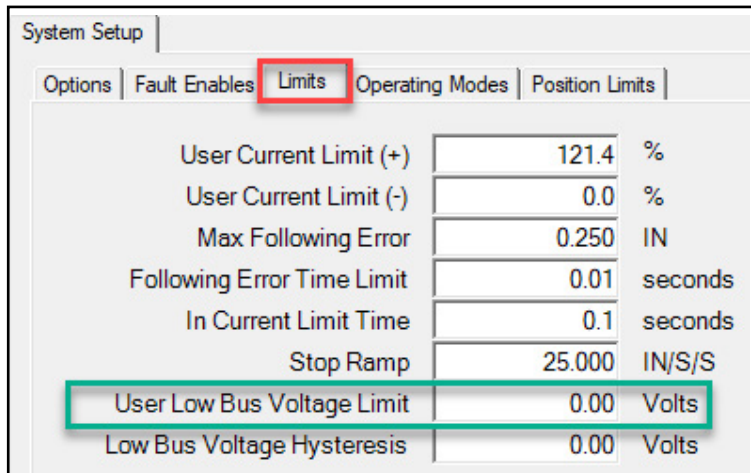 System Setup
Options Fault Enables Limits Operating Modes Position Limits
User Current Limit (+) 121.4 %
User Current Limit (-) 0.0 %
Max Following Error 0.250 IN
Following Error Time Limit 0.01 seconds
In Current Limit Time 0.1 seconds
Stop Ramp 25.000 IN/S/S
User Low Bus Voltage Limit 0.00 Volts
Low Bus Voltage Hysteresis 0.00 Volts